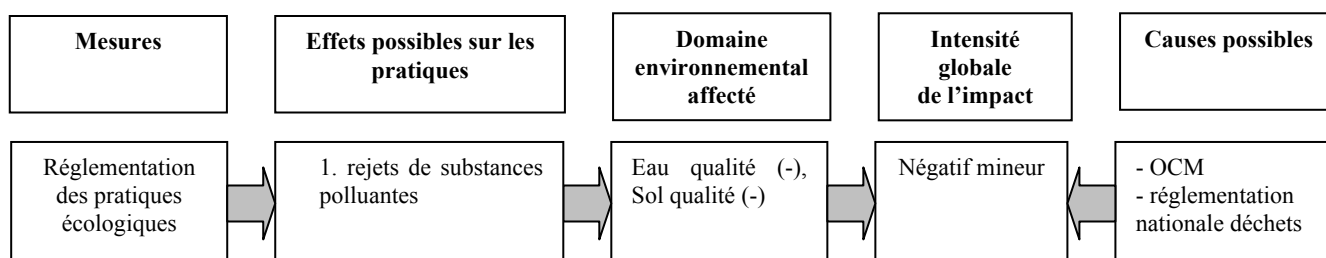 Mesures
Effets possibles sur les
pratiques
Domaine
environnemental
affecté
Intensité
globale
de l'impact
Causes possibles
Réglementation
des pratiques
écologiques
1. rejets de substances
polluantes
Eau qualité (-),
Sol qualité (-)
Négatif mineur
- OCM
- réglementation
nationale déchets